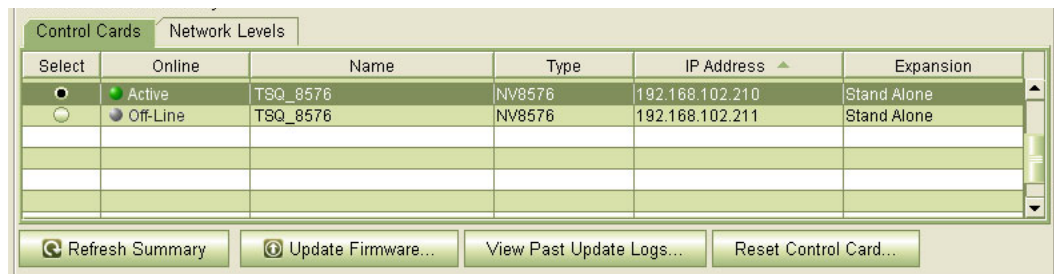 Control Cards Network Levels
Select Online Name Type IP Address Expansion
Active TSQ_8576 NV8576 192.168.102.210 Stand Alone
Off-Line TSQ_8576 NV8576 192.168.102.211 Stand Alone
Refresh Summary Update Firmware... View Past Update Logs... Reset Control Card...